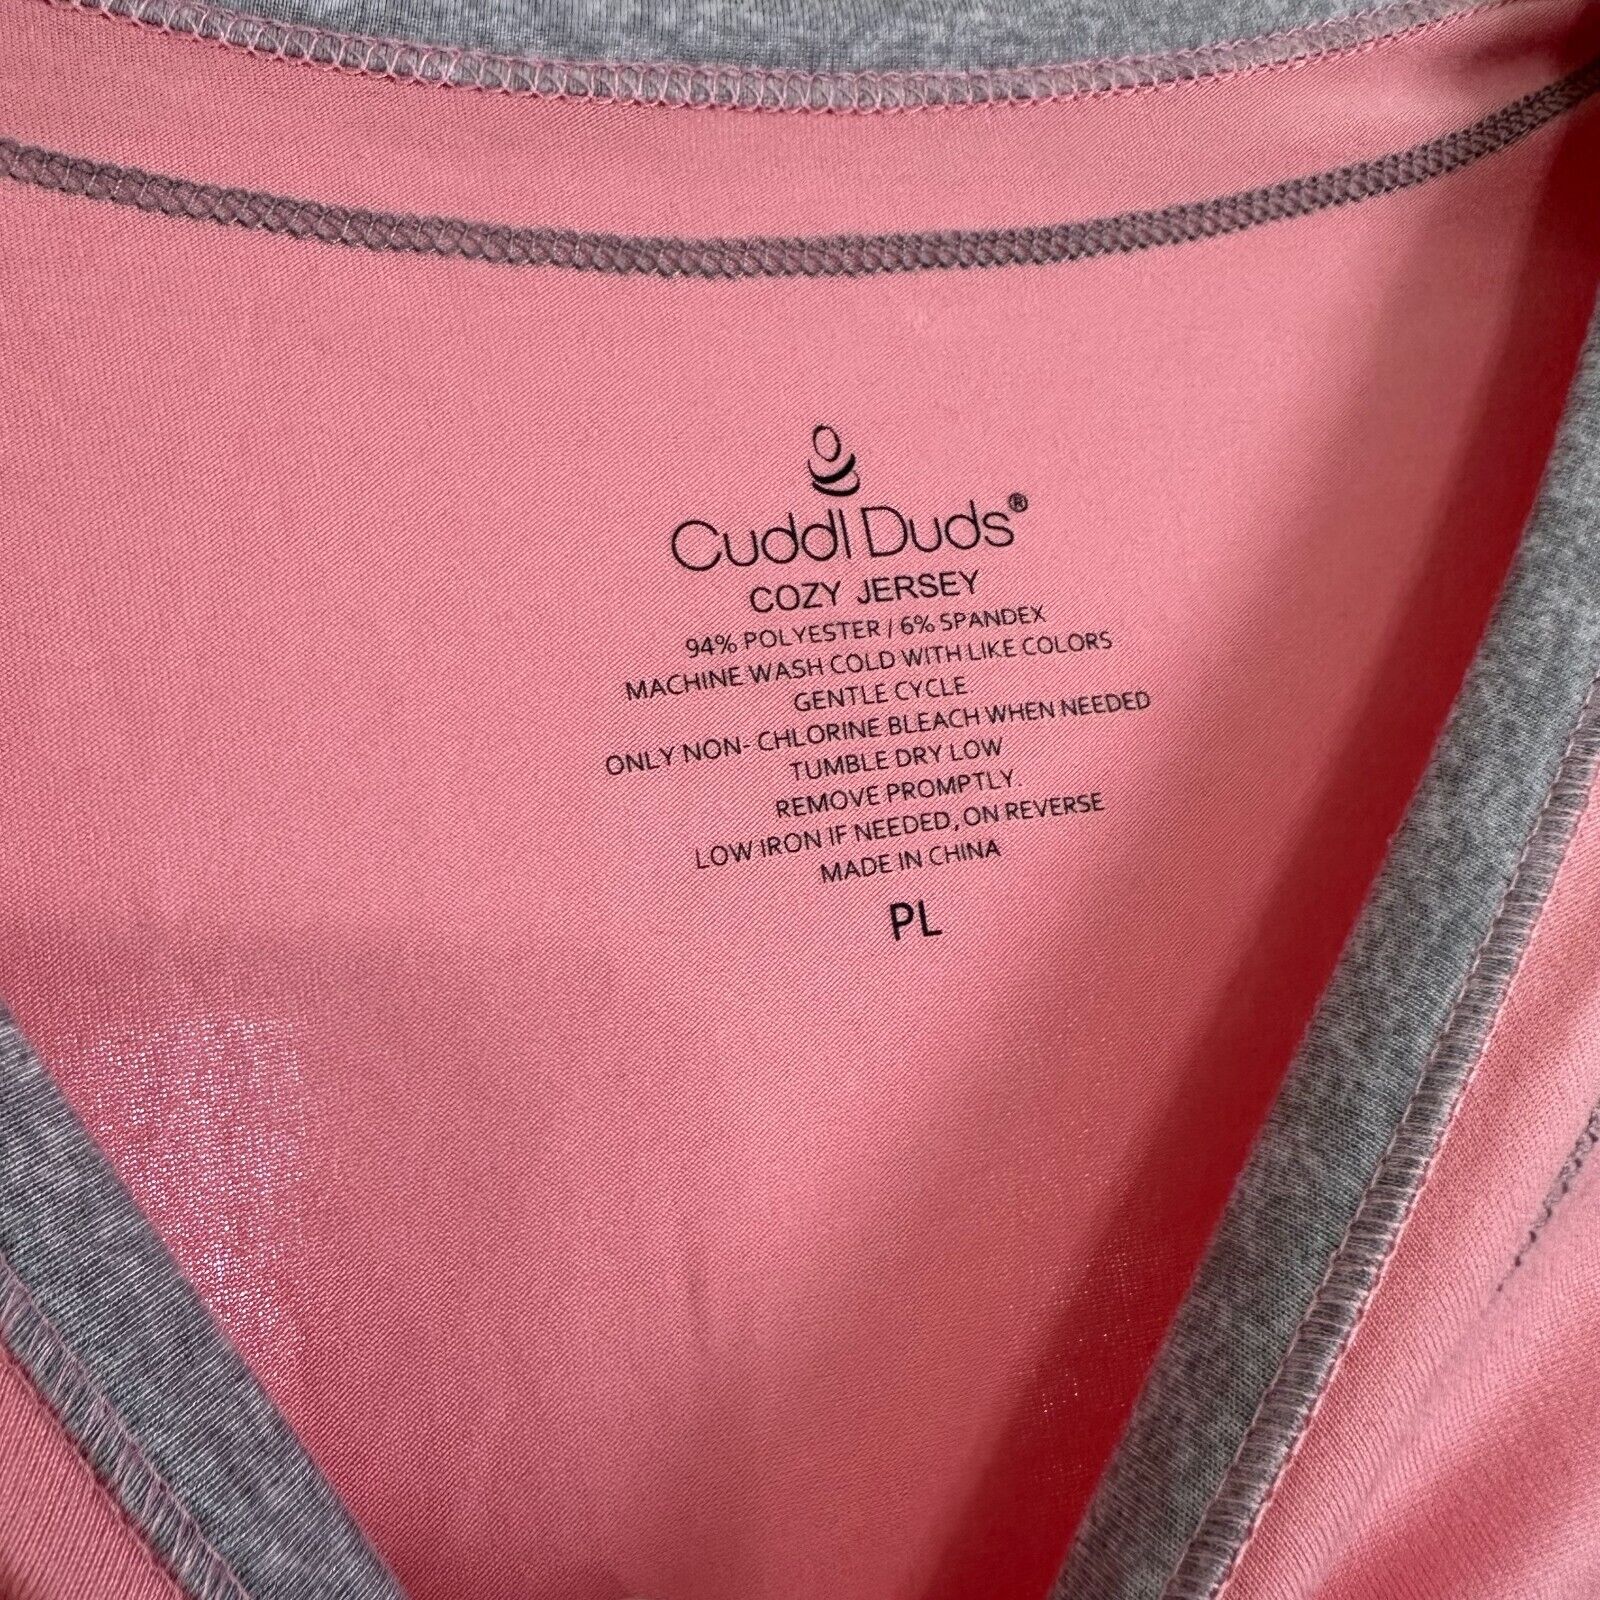 Cuddl Duds®
COZY JERSEY
94% POLYESTER / 6% SPANDEX
MACHINE WASH COLD WITH LIKE COLORS
GENTLE CYCLE
ONLY NON- CHLORINE BLEACH WHEN NEEDED
TUMBLE DRY LOW
REMOVE PROMPTLY.
LOW IRON IF NEEDED, ON REVERSE
MADE IN CHINA
PL